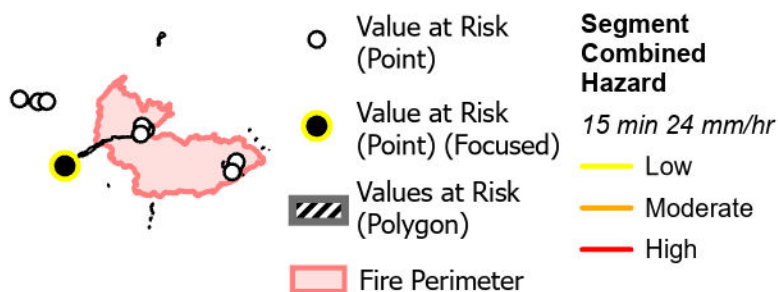 Value at Risk
(Point)
Value at Risk
(Point) (Focused)
Values at Risk
(Polygon)
Fire Perimeter
Segment
Combined
Hazard
15 min 24 mm/hr
Low
Moderate
High